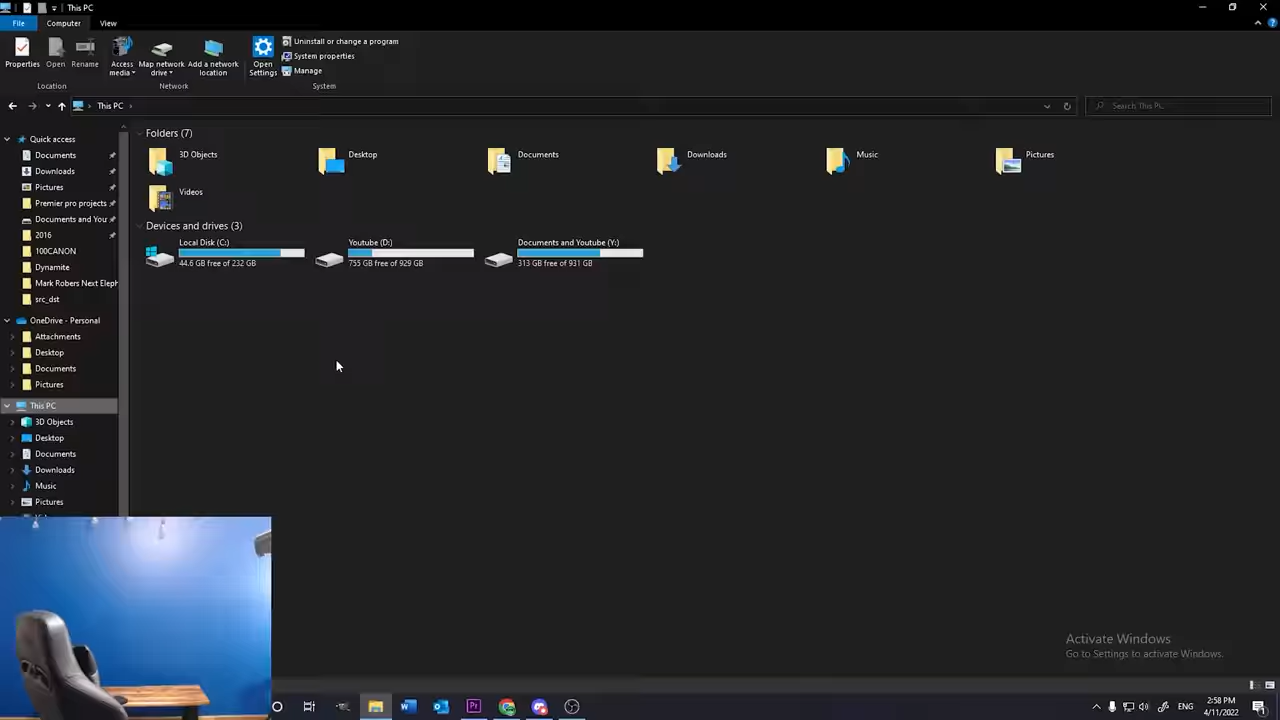 This PC
File
Computer
View
Properties
Open
Rename
Access media
Map network drive
Add a network location
Open Settings
Uninstall or change a program
System properties
Manage
Location
Network
System
This PC
Search This PC
Quick access
Documents
Downloads
Pictures
Premier pro projects
Documents and You
2016
100CANON
Dynamite
Mark Robers Next Eleph
src_dst
OneDrive - Personal
Attachments
Desktop
Documents
Pictures
This PC
3D Objects
Desktop
Documents
Downloads
Music
Pictures
Folders (7)
3D Objects
Desktop
Documents
Downloads
Music
Pictures
Videos
Devices and drives (3)
Local Disk (C:)
44.6 GB free of 232 GB
Youtube (D:)
755 GB free of 929 GB
Documents and Youtube (Y:)
313 GB free of 931 GB
Activate Windows
Go to Settings to activate Windows.
W
Pr
ENG
2:58 PM
4/11/2022